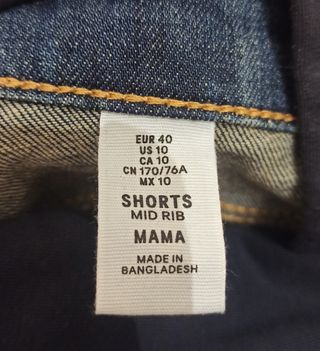 EUR 40
US 10
CA 10
CN 170/76A
MX 10
SHORTS
MID RIB
MAMA
MADE IN
BANGLADESH